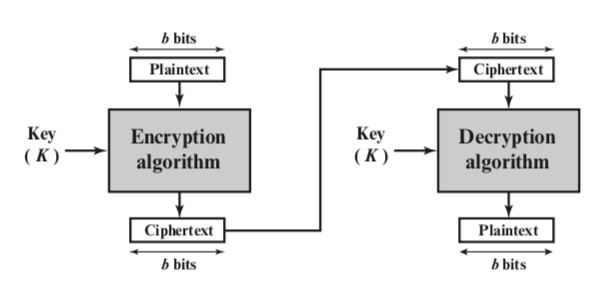 b bits
Plaintext
Key
( K )
Encryption
algorithm
Ciphertext
b bits
b bits
Ciphertext
Key
( K )
Decryption
algorithm
Plaintext
b bits